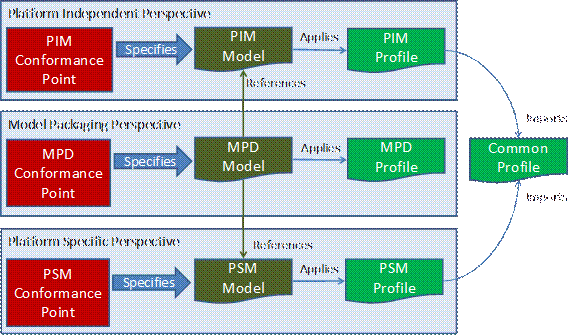 Platform Independent Perspective
PIM
Conformance
Point
Specifies
PIM
Model
Applies
PIM
Profile
References
Imports
Model Packaging Perspective
MPD
Conformance
Point
Specifies
MPD
Model
Applies
MPD
Profile
Common
Profile
Imports
Platform Specific Perspective
References
PSM
Conformance
Point
Specifies
PSM
Model
Applies
PSM
Profile